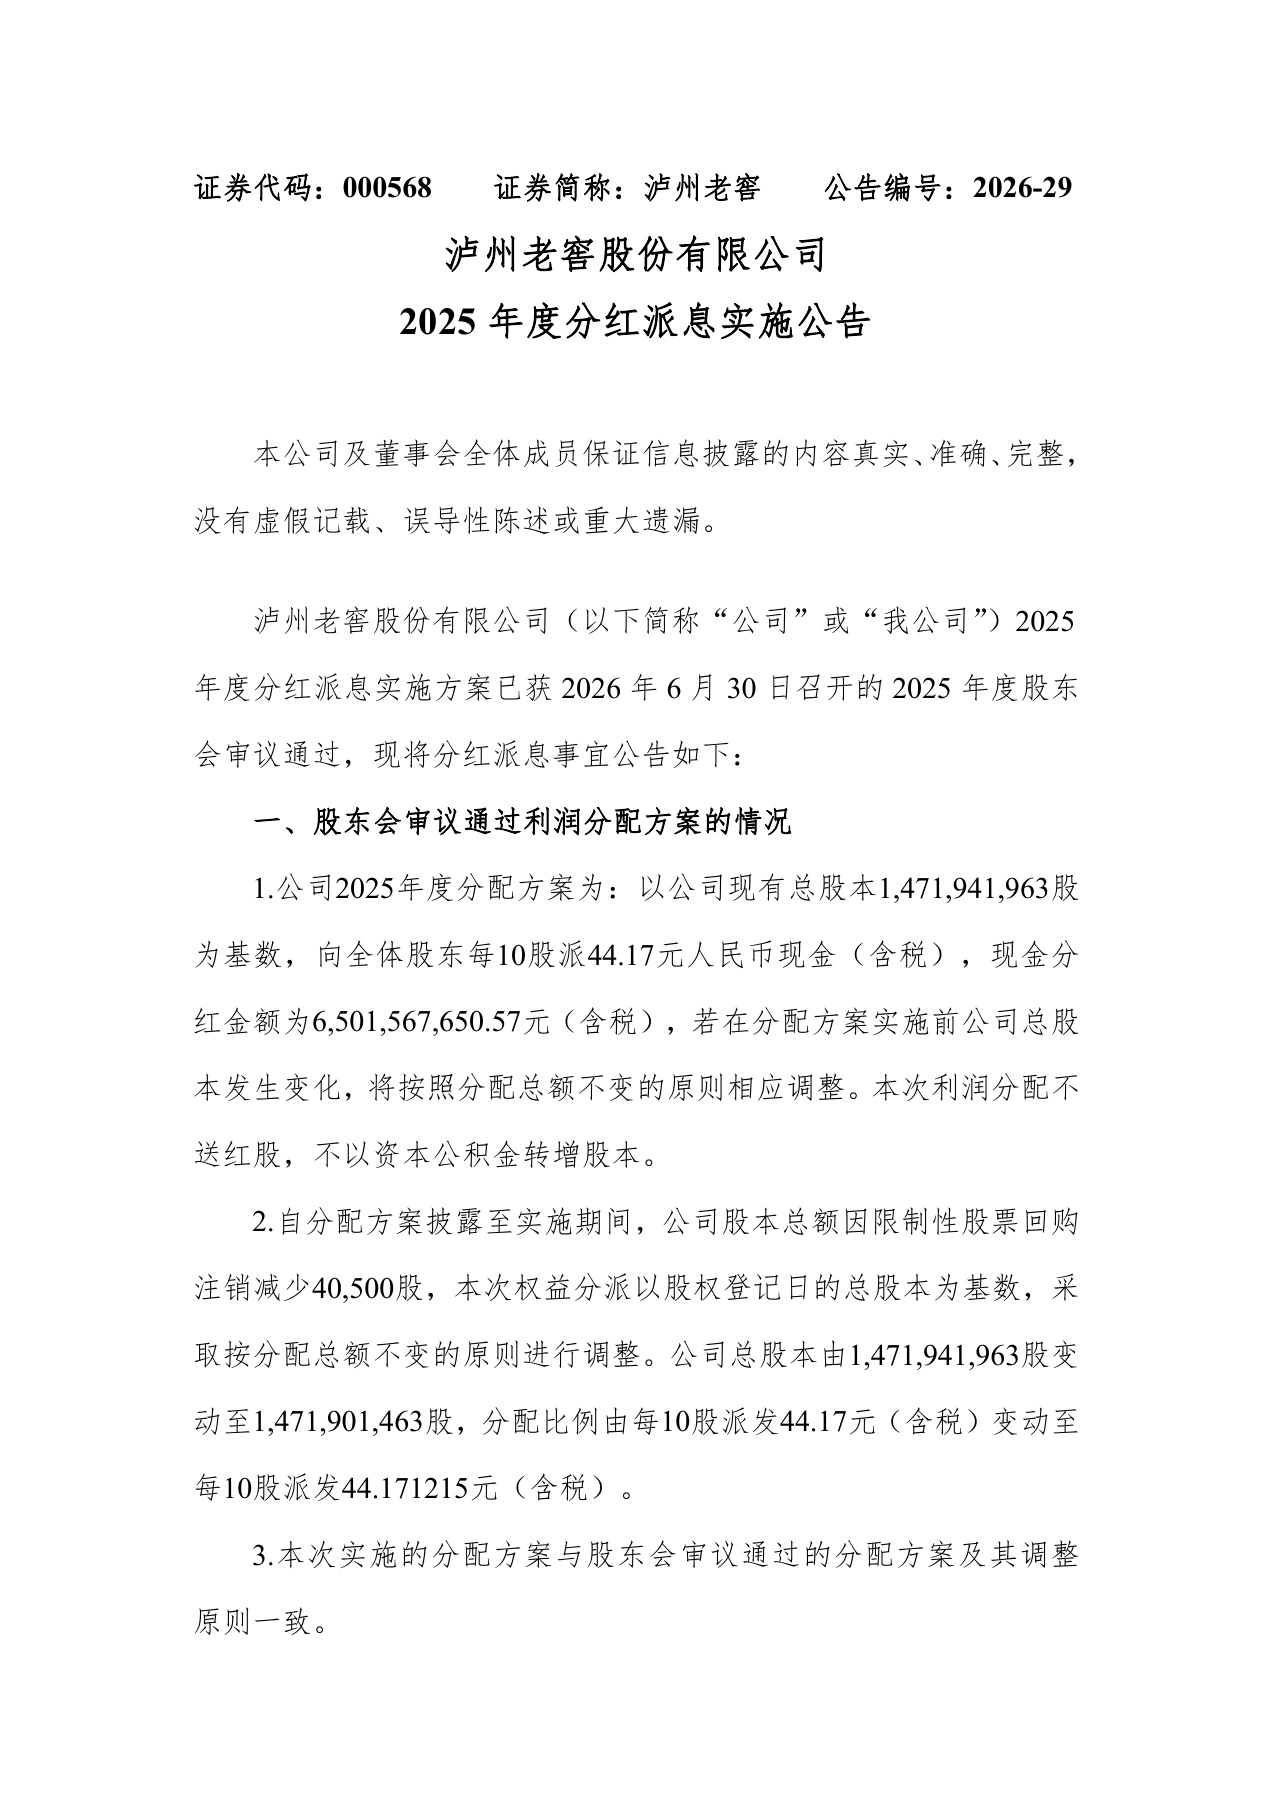 证券代码：000568 证券简称：泸州老窖 公告编号：2026-29
泸州老窖股份有限公司
2025 年度分红派息实施公告
本公司及董事会全体成员保证信息披露的内容真实、准确、完整，
没有虚假记载、误导性陈述或重大遗漏。
泸州老窖股份有限公司（以下简称“公司”或“我公司”）2025
年度分红派息实施方案已获 2026 年 6 月 30 日召开的 2025 年度股东
会审议通过，现将分红派息事宜公告如下：
一、股东会审议通过利润分配方案的情况
1.公司2025年度分配方案为：以公司现有总股本1,471,941,963股
为基数，向全体股东每10股派44.17元人民币现金（含税），现金分
红金额为6,501,567,650.57元（含税），若在分配方案实施前公司总股
本发生变化，将按照分配总额不变的原则相应调整。本次利润分配不
送红股，不以资本公积金转增股本。
2.自分配方案披露至实施期间，公司股本总额因限制性股票回购
注销减少40,500股，本次权益分派以股权登记日的总股本为基数，采
取按分配总额不变的原则进行调整。公司总股本由1,471,941,963股变
动至1,471,901,463股，分配比例由每10股派发44.17元（含税）变动至
每10股派发44.171215元（含税）。
3.本次实施的分配方案与股东会审议通过的分配方案及其调整
原则一致。